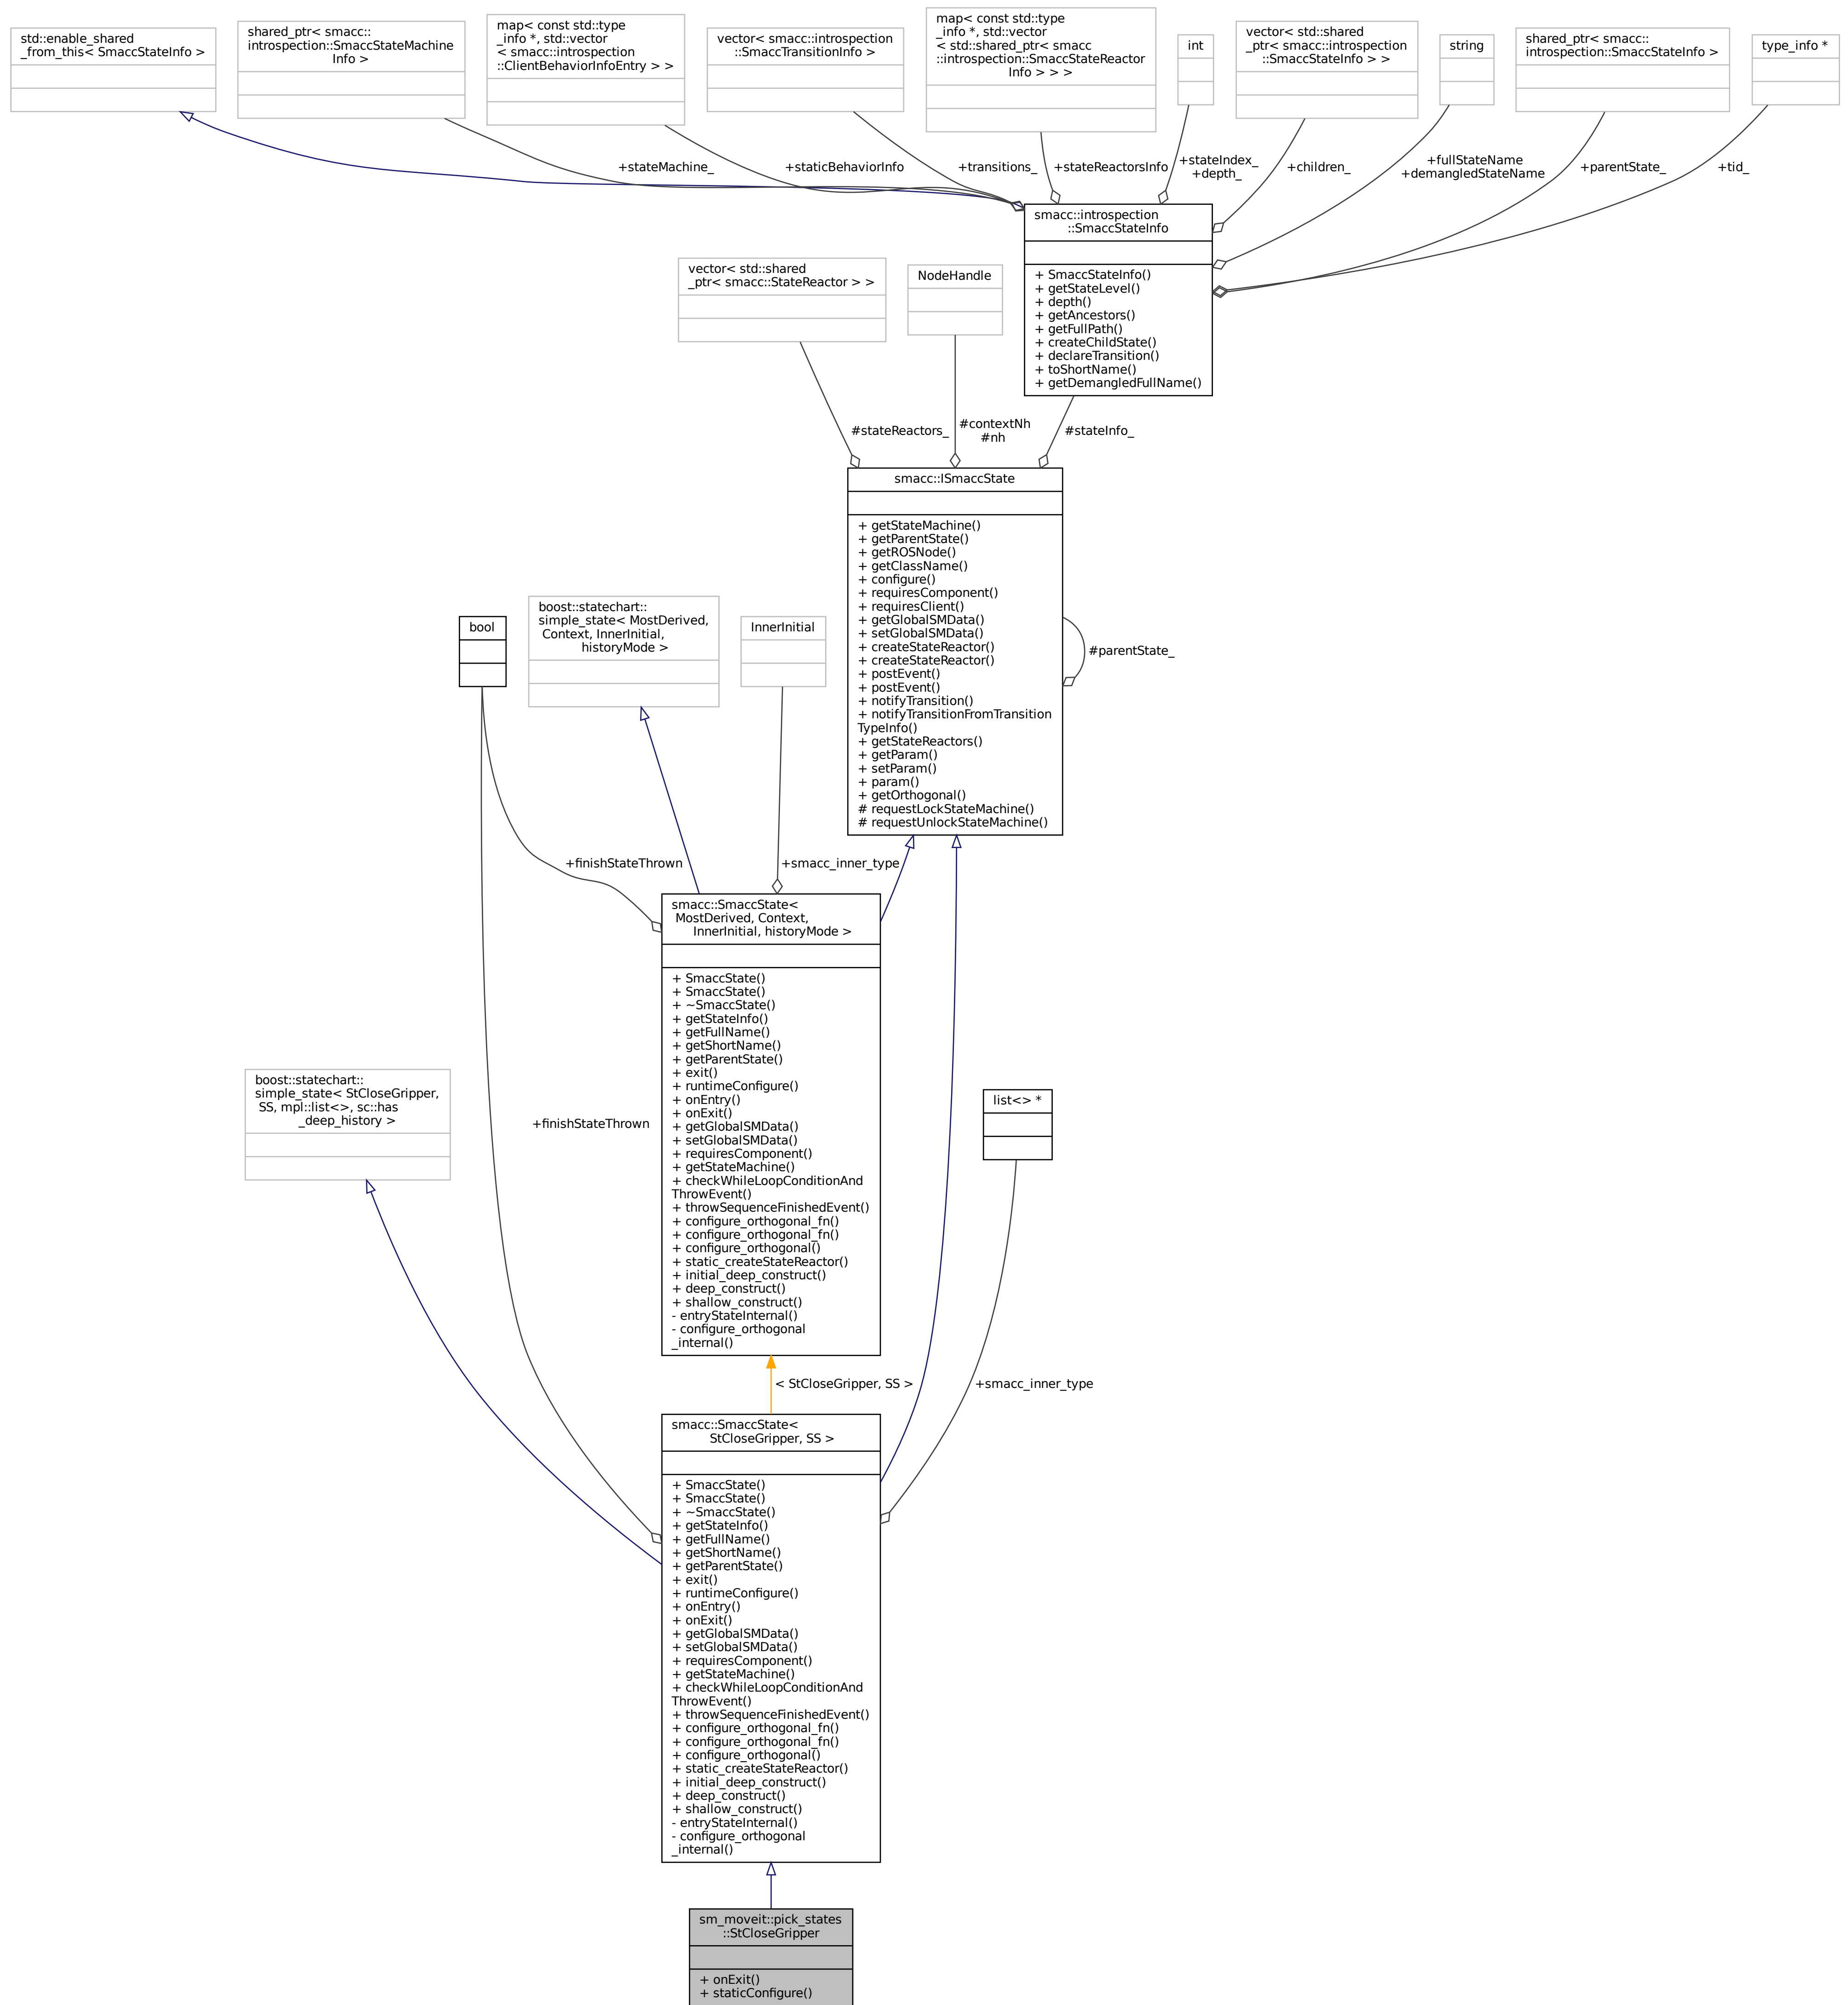 std::enable_shared
_from_this< SmaccStateInfo >
shared_ptr< smacc::
introspection::SmaccStateMachine
Info >
map< const std::type
_info *, std::vector
< smacc::introspection
::ClientBehaviorInfoEntry > >
vector< smacc::introspection
::SmaccTransitionInfo >
map< const std::type
_info *, std::vector
< std::shared_ptr< smacc
::introspection::SmaccStateReactor
Info > > >
int
vector< std::shared
_ptr< smacc::introspection
::SmaccStateInfo > >
string
shared_ptr< smacc::
introspection::SmaccStateInfo >
type_info *
+stateMachine_
+staticBehaviorInfo
+transitions_
+stateReactorsInfo
+stateIndex_
+depth_
+children_
+fullStateName
+demangledStateName
+parentState_
+tid_
smacc::introspection
::SmaccStateInfo
+ SmaccStateInfo()
+ getStateLevel()
+ depth()
+ getAncestors()
+ getFullPath()
+ createChildState()
+ declareTransition()
+ toShortName()
+ getDemangledFullName()
vector< std::shared
_ptr< smacc::StateReactor > >
NodeHandle
#stateReactors_
#contextNh
#nh
#stateInfo_
smacc::ISmaccState
+ getStateMachine()
+ getParentState()
+ getROSNode()
+ getClassName()
+ configure()
+ requiresComponent()
+ requiresClient()
+ getGlobalSMData()
+ setGlobalSMData()
+ createStateReactor()
+ createStateReactor()
+ postEvent()
+ postEvent()
+ notifyTransition()
+ notifyTransitionFromTransition
TypeInfo()
+ getStateReactors()
+ getParam()
+ setParam()
+ param()
+ getOrthogonal()
# requestLockStateMachine()
# requestUnlockStateMachine()
#parentState_
bool
boost::statechart::
simple_state< MostDerived,
Context, InnerInitial,
historyMode >
InnerInitial
+finishStateThrown
+smacc_inner_type
smacc::SmaccState<
MostDerived, Context,
InnerInitial, historyMode >
+ SmaccState()
+ SmaccState()
+ ~SmaccState()
+ getStateInfo()
+ getFullName()
+ getShortName()
+ getParentState()
+ exit()
+ runtimeConfigure()
+ onEntry()
+ onExit()
+ getGlobalSMData()
+ setGlobalSMData()
+ requiresComponent()
+ getStateMachine()
+ checkWhileLoopConditionAnd
ThrowEvent()
+ throwSequenceFinishedEvent()
+ configure_orthogonal_fn()
+ configure_orthogonal_fn()
+ configure_orthogonal()
+ static_createStateReactor()
+ initial_deep_construct()
+ deep_construct()
+ shallow_construct()
- entryStateInternal()
- configure_orthogonal
_internal()
boost::statechart::
simple_state< StCloseGripper,
SS, mpl::list<>, sc::has
_deep_history >
+finishStateThrown
list<> *
< StCloseGripper, SS >
+smacc_inner_type
smacc::SmaccState<
StCloseGripper, SS >
+ SmaccState()
+ SmaccState()
+ ~SmaccState()
+ getStateInfo()
+ getFullName()
+ getShortName()
+ getParentState()
+ exit()
+ runtimeConfigure()
+ onEntry()
+ onExit()
+ getGlobalSMData()
+ setGlobalSMData()
+ requiresComponent()
+ getStateMachine()
+ checkWhileLoopConditionAnd
ThrowEvent()
+ throwSequenceFinishedEvent()
+ configure_orthogonal_fn()
+ configure_orthogonal_fn()
+ configure_orthogonal()
+ static_createStateReactor()
+ initial_deep_construct()
+ deep_construct()
+ shallow_construct()
- entryStateInternal()
- configure_orthogonal
_internal()
sm_moveit::pick_states
::StCloseGripper
+ onExit()
+ staticConfigure()